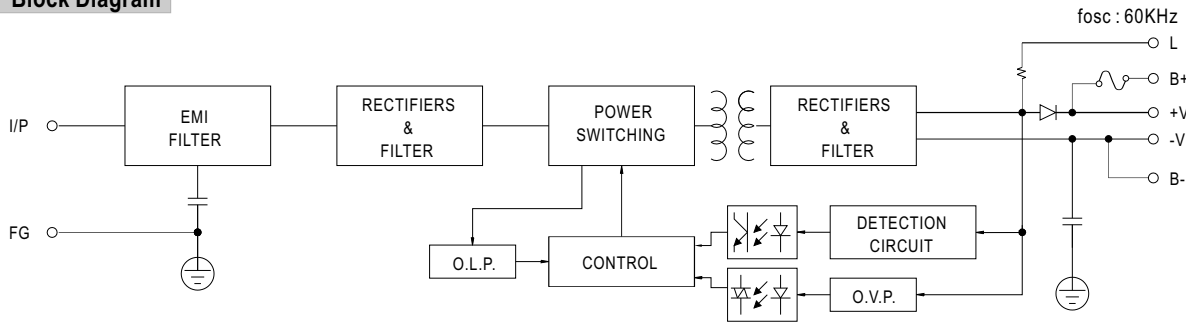 Block Diagram
fosc : 60KHz
L
B+
+V
-V
B-
I/P
FG
EMI
FILTER
RECTIFIERS
&
FILTER
POWER
SWITCHING
RECTIFIERS
&
FILTER
DETECTION
CIRCUIT
O.L.P.
CONTROL
O.V.P.